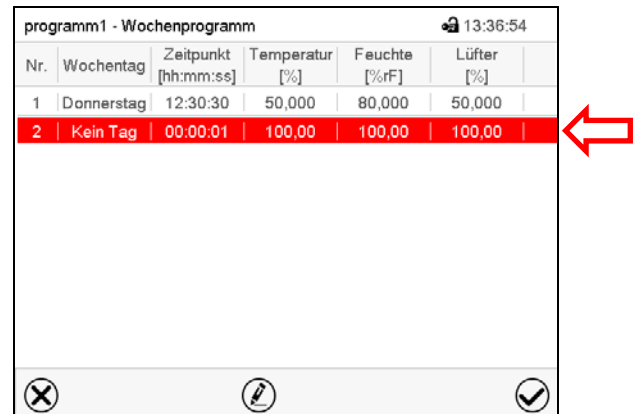 programm1 - Wochenprogramm 13:36:54
Nr. Wochentag Zeitpunkt [hh:mm:ss] Temperatur [%] Feuchte [%rF] Lüfter [%]
1 Donnerstag 12:30:30 50,000 80,000 50,000
2 Kein Tag 00:00:01 100,00 100,00 100,00